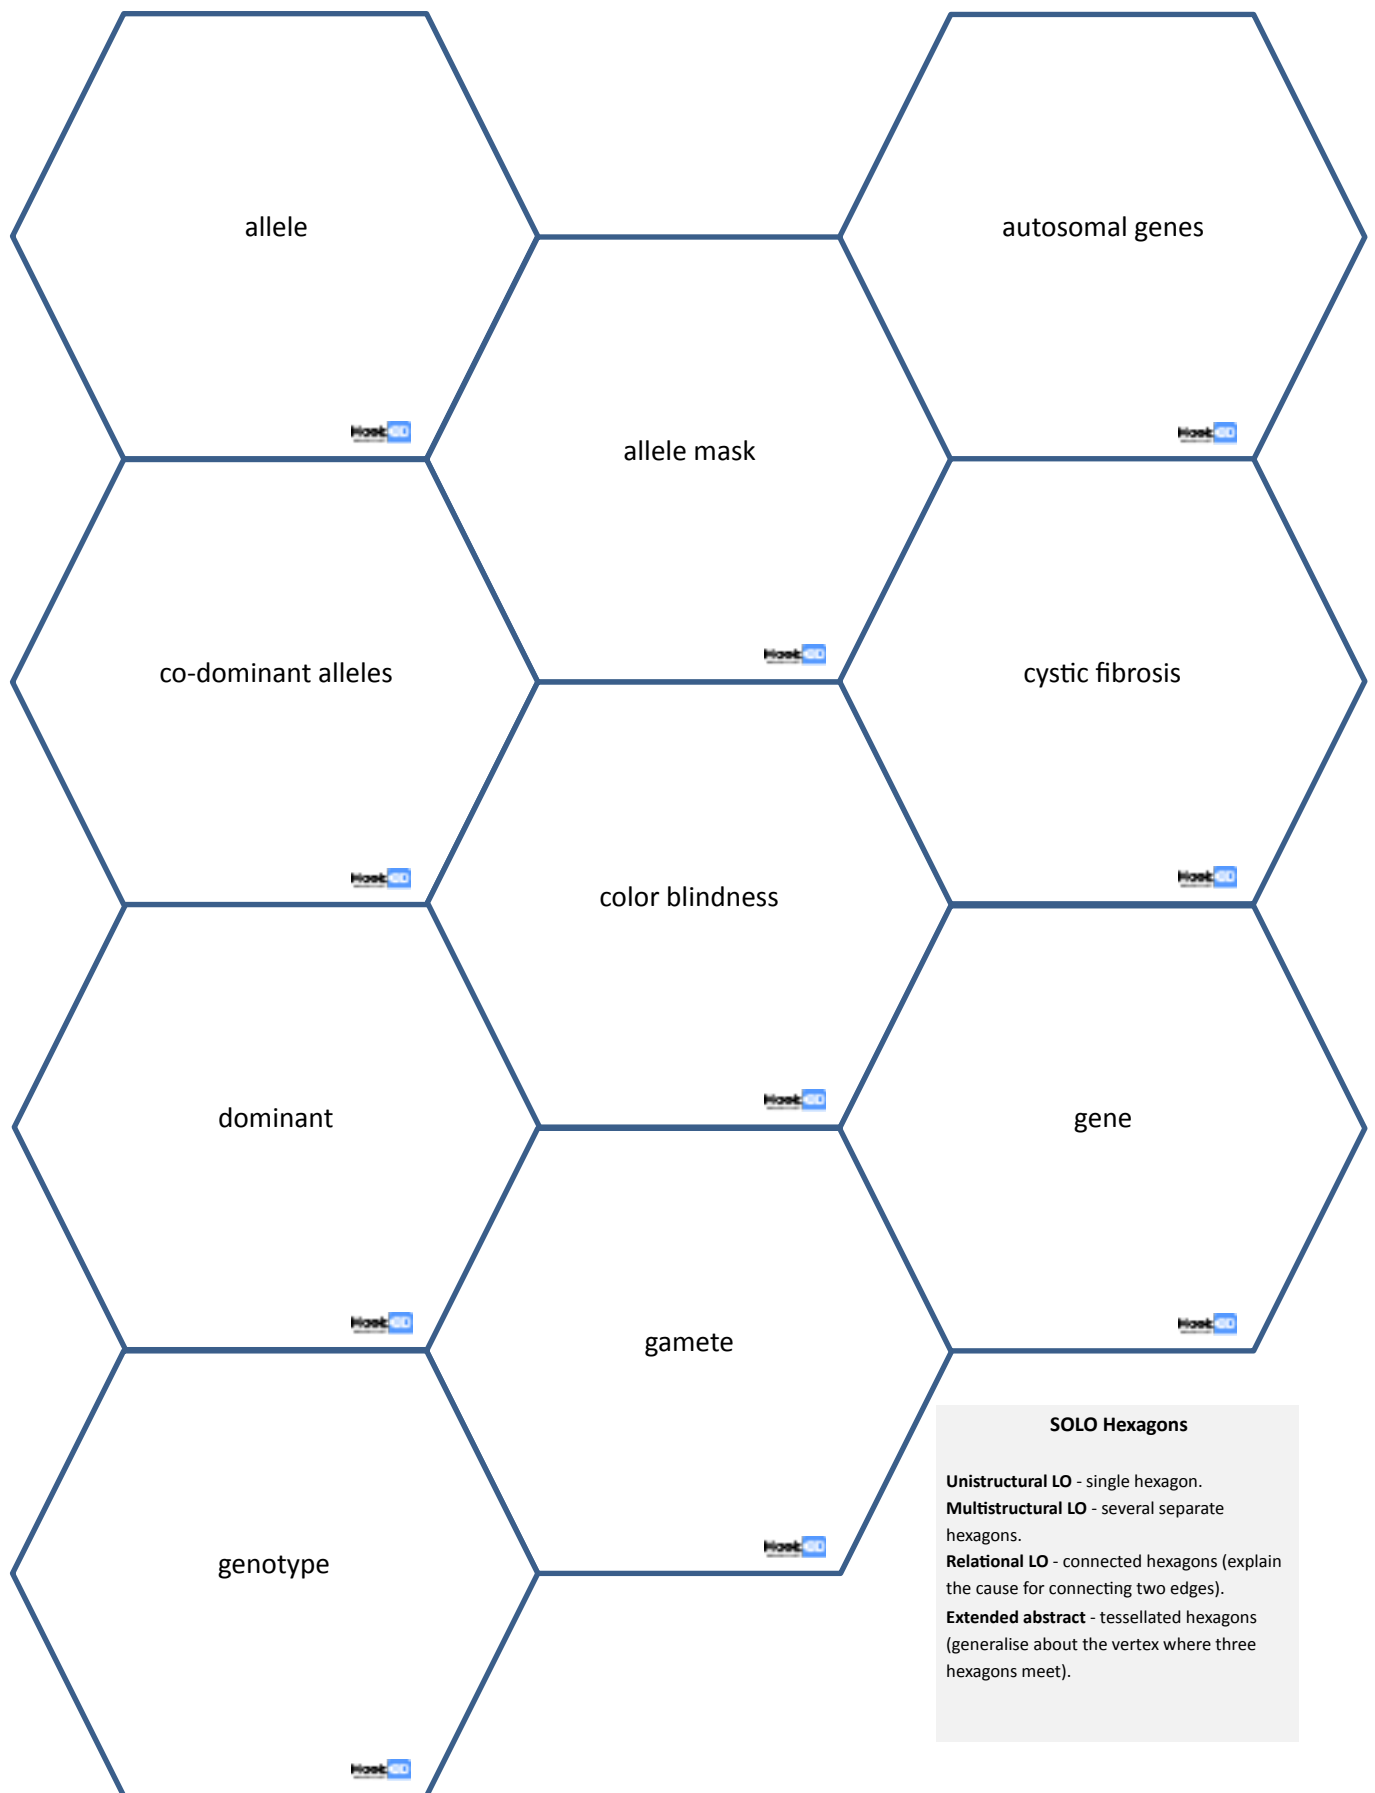 allele
autosomal genes
allele mask
co-dominant alleles
cystic fibrosis
color blindness
dominant
gene
gamete
genotype
SOLO Hexagons
Unistructural LO - single hexagon.
Multistructural LO - several separate
hexagons.
Relational LO - connected hexagons (explain
the cause for connecting two edges).
Extended abstract - tessellated hexagons
(generalise about the vertex where three
hexagons meet).